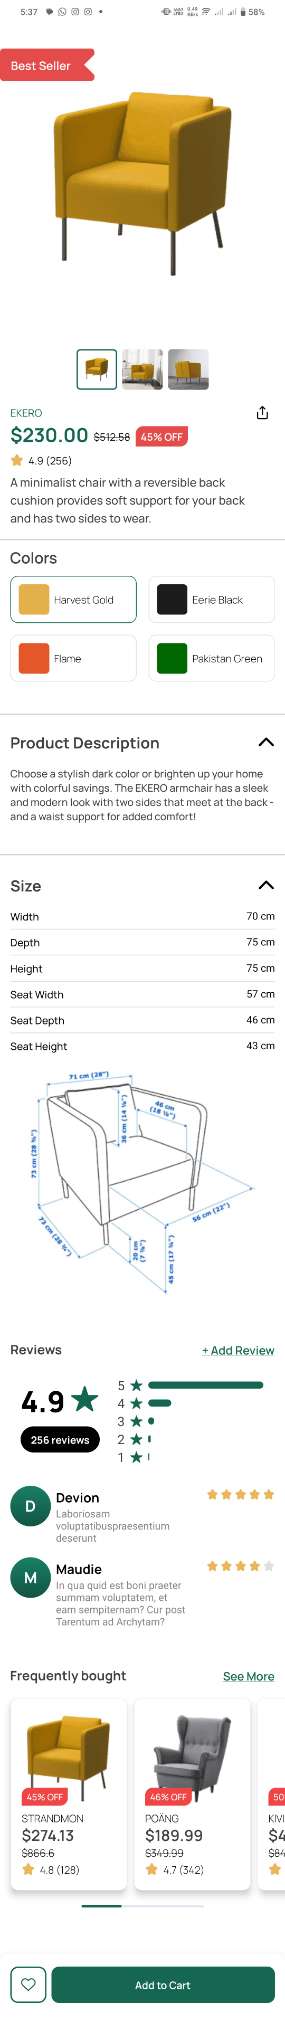 5:37
58%
Best Seller
EKERO
$230.00 $512.58 45% OFF
4.9 (256)
A minimalist chair with a reversible back
cushion provides soft support for your back
and has two sides to wear.
Colors
Harvest Gold
Eerie Black
Flame
Pakistan Green
Product Description
Choose a stylish dark color or brighten up your home
with colorful savings. The EKERO armchair has a sleek
and modern look with two sides that meet at the back -
and a waist support for added comfort!
Size
Width 70 cm
Depth 75 cm
Height 75 cm
Seat Width 57 cm
Seat Depth 46 cm
Seat Height 43 cm
71 cm (28")
36 cm (14 ⅛")
46 cm
(18 ⅛")
73 cm (28 ¾")
73 cm (28 ¾")
56 cm (22")
20 cm
(7 ⅞")
45 cm (17 ¾")
Reviews
+ Add Review
4.9
256 reviews
5
4
3
2
1
D
Devion
Laboriosam
voluptatibuspraesentium
deserunt
M
Maudie
In qua quid est boni praeter
summam voluptatem, et
eam sempiternam? Cur post
Tarentum ad Archytam?
Frequently bought
See More
45% OFF
STRANDMON
$274.13
$866.6
4.8 (128)
46% OFF
POÄNG
$189.99
$349.99
4.7 (342)
50
KIVI
$4
$84
Add to Cart